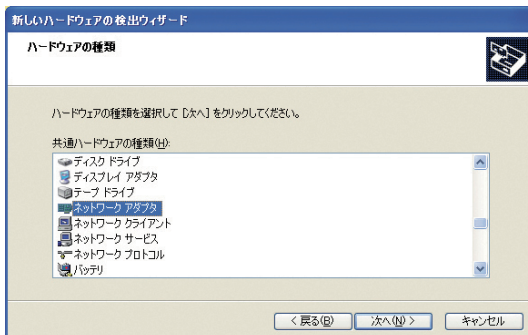 新しいハードウェアの検出ウィザード
ハードウェアの種類
ハードウェアの種類を選択して [次へ] をクリックしてください。
共通ハードウェアの種類(H):
ディスク ドライブ
ディスプレイ アダプタ
テープ ドライブ
ネットワーク アダプタ
ネットワーク クライアント
ネットワーク サービス
ネットワーク プロトコル
バッテリ
< 戻る(B) 次へ(N) > キャンセル